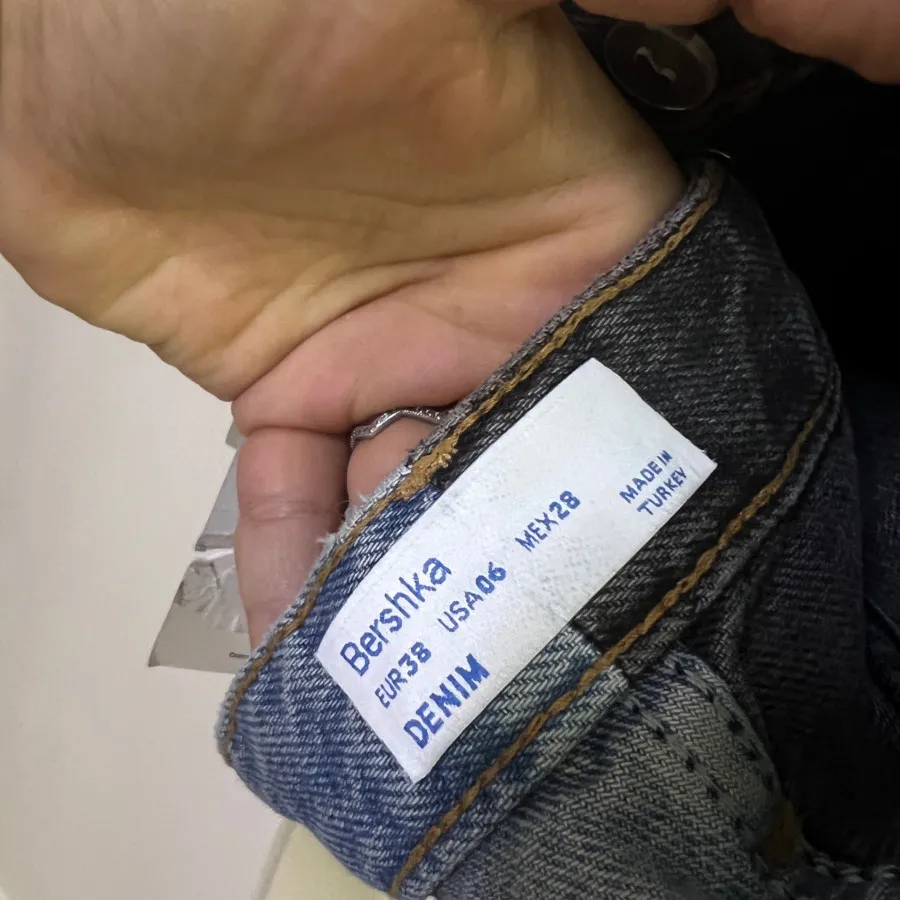 Bershka
EUR38 USA06 MEX28
DENIM
MADE IN
TURKEY